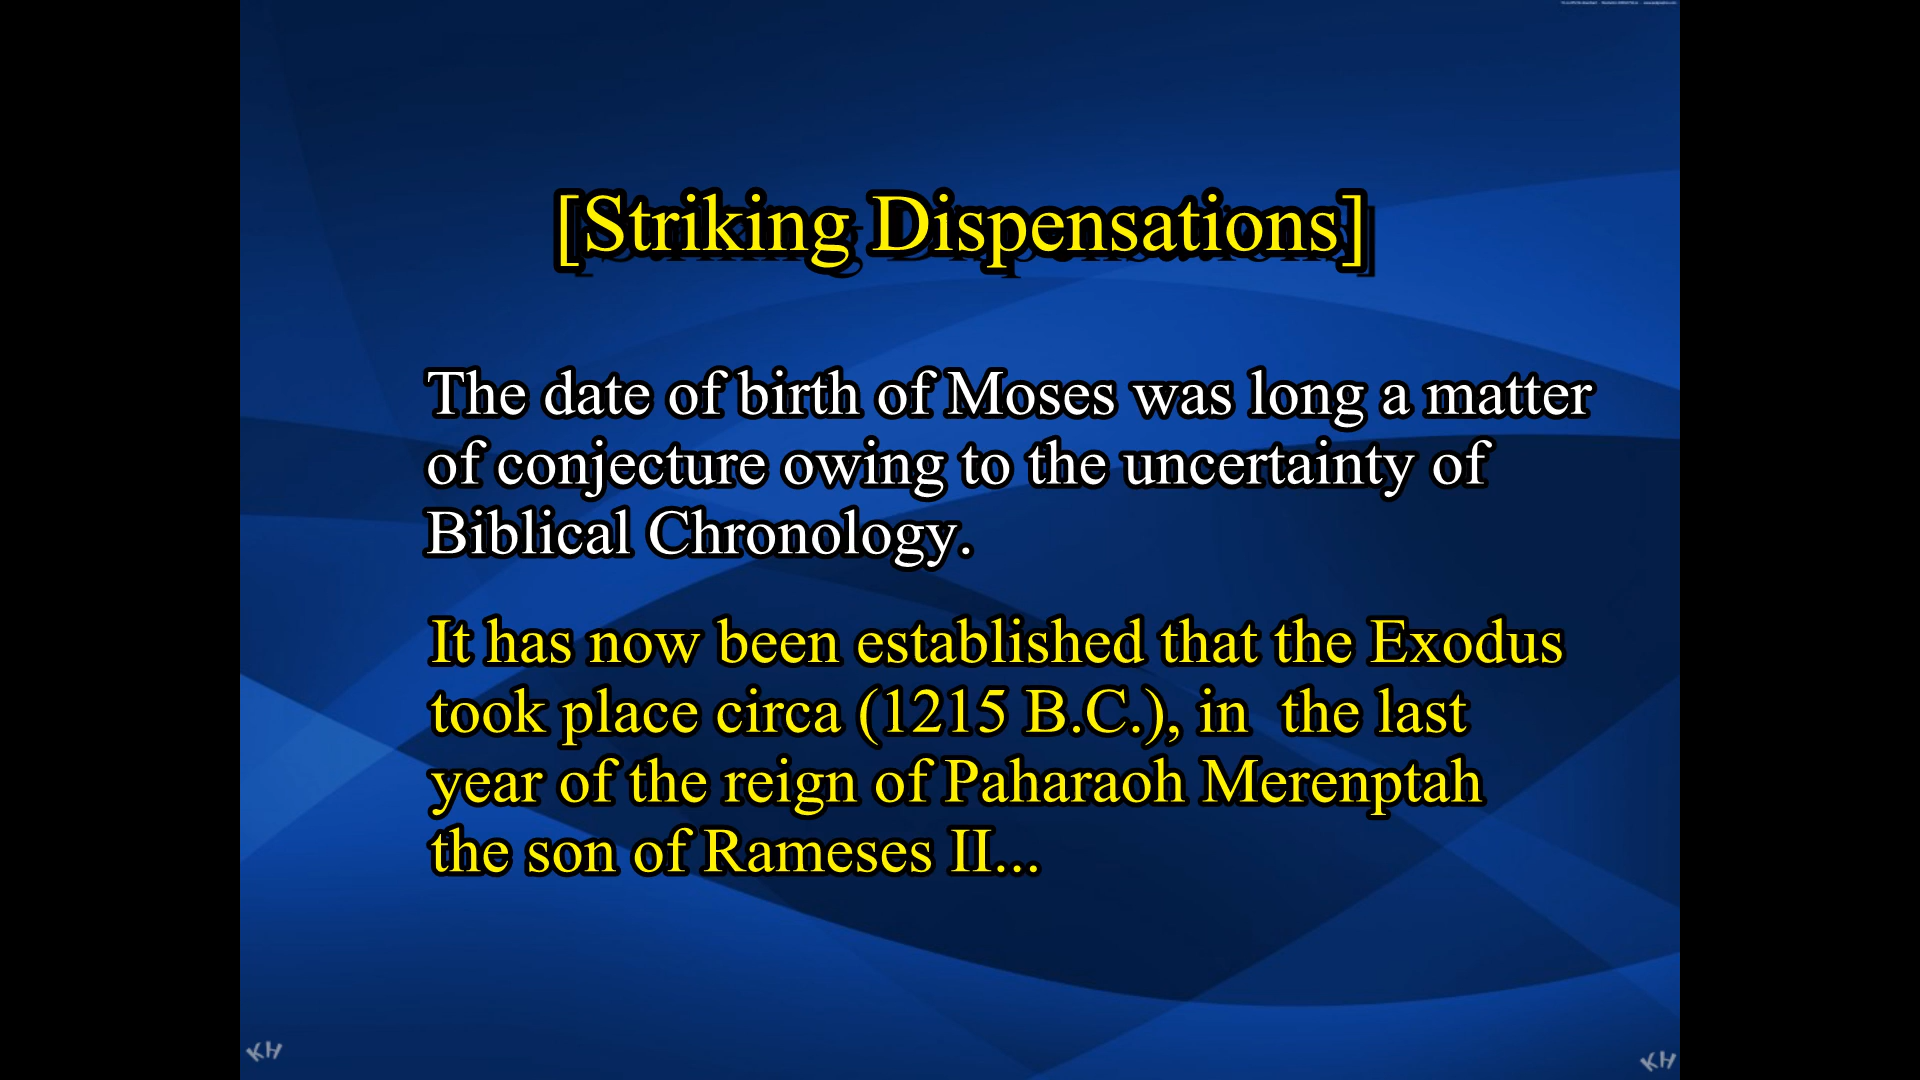 [Striking Dispensations]
The date of birth of Moses was long a matter
of conjecture owing to the uncertainty of
Biblical Chronology.
It has now been established that the Exodus
took place circa (1215 B.C.), in  the last
year of the reign of Paharaoh Merenptah
the son of Rameses II...
KH
KH